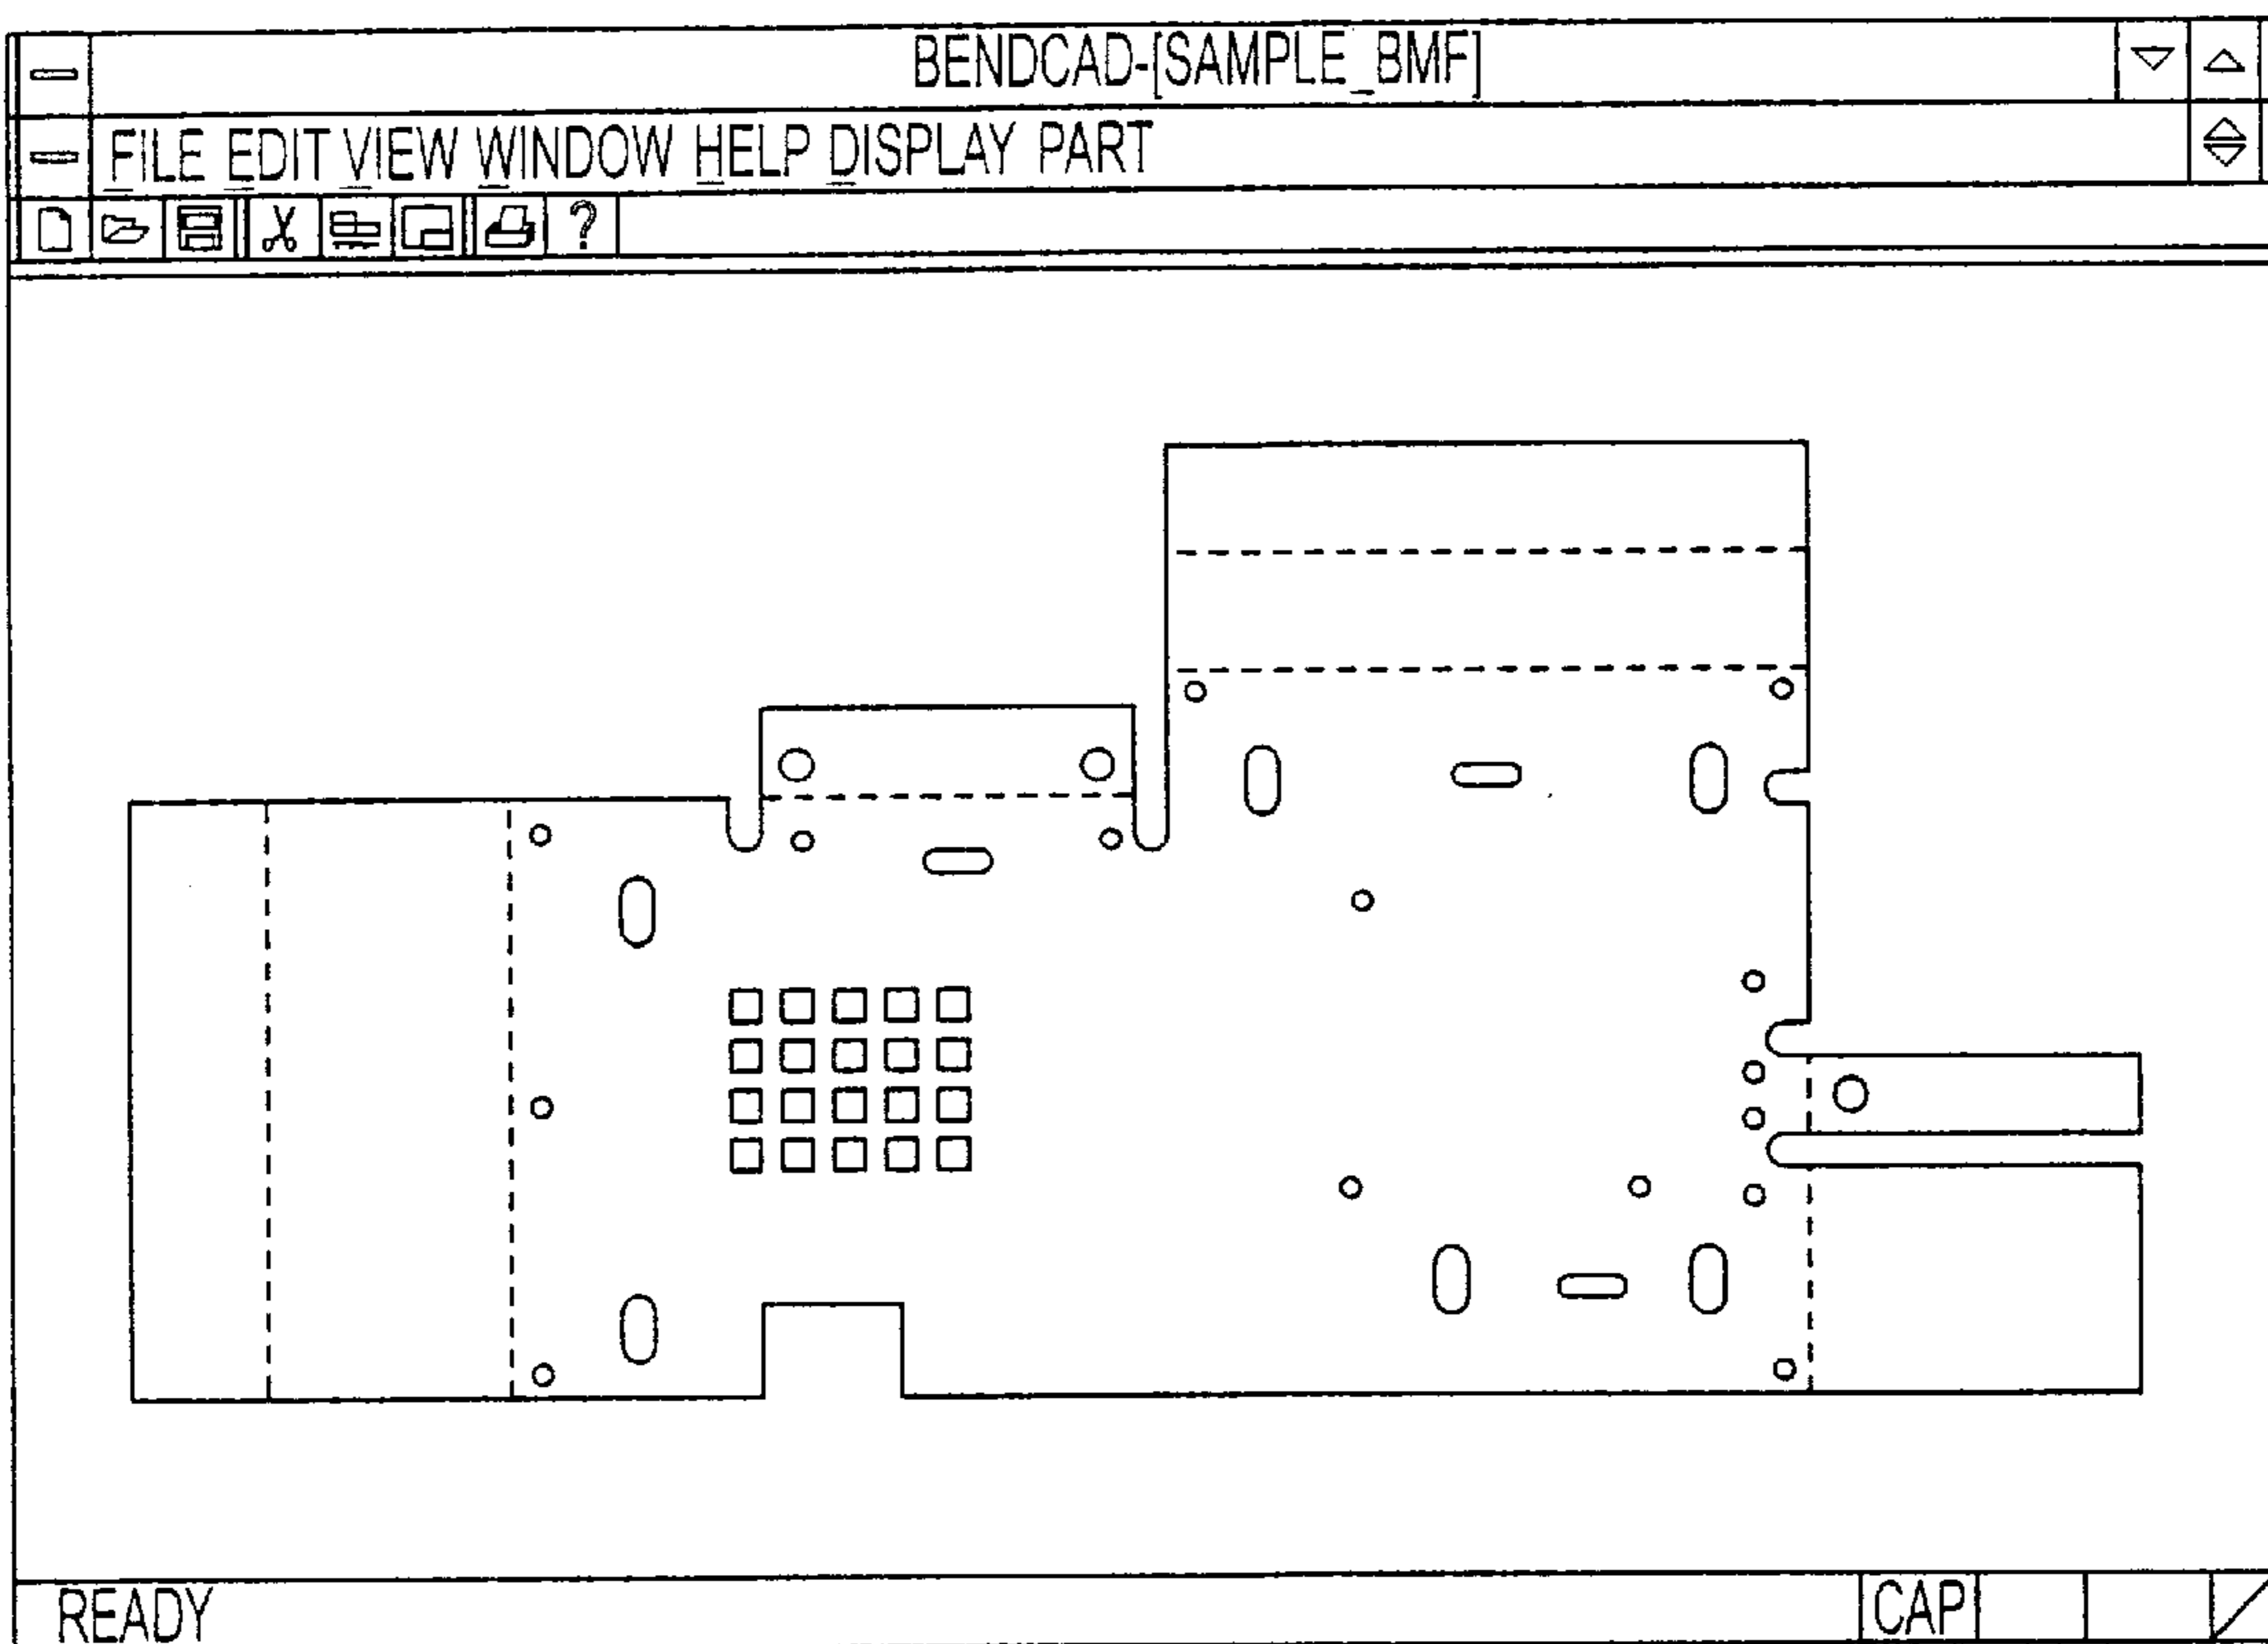 BENDCAD-[SAMPLE_BMF]
FILE EDIT VIEW WINDOW HELP DISPLAY PART
?
READY CAP